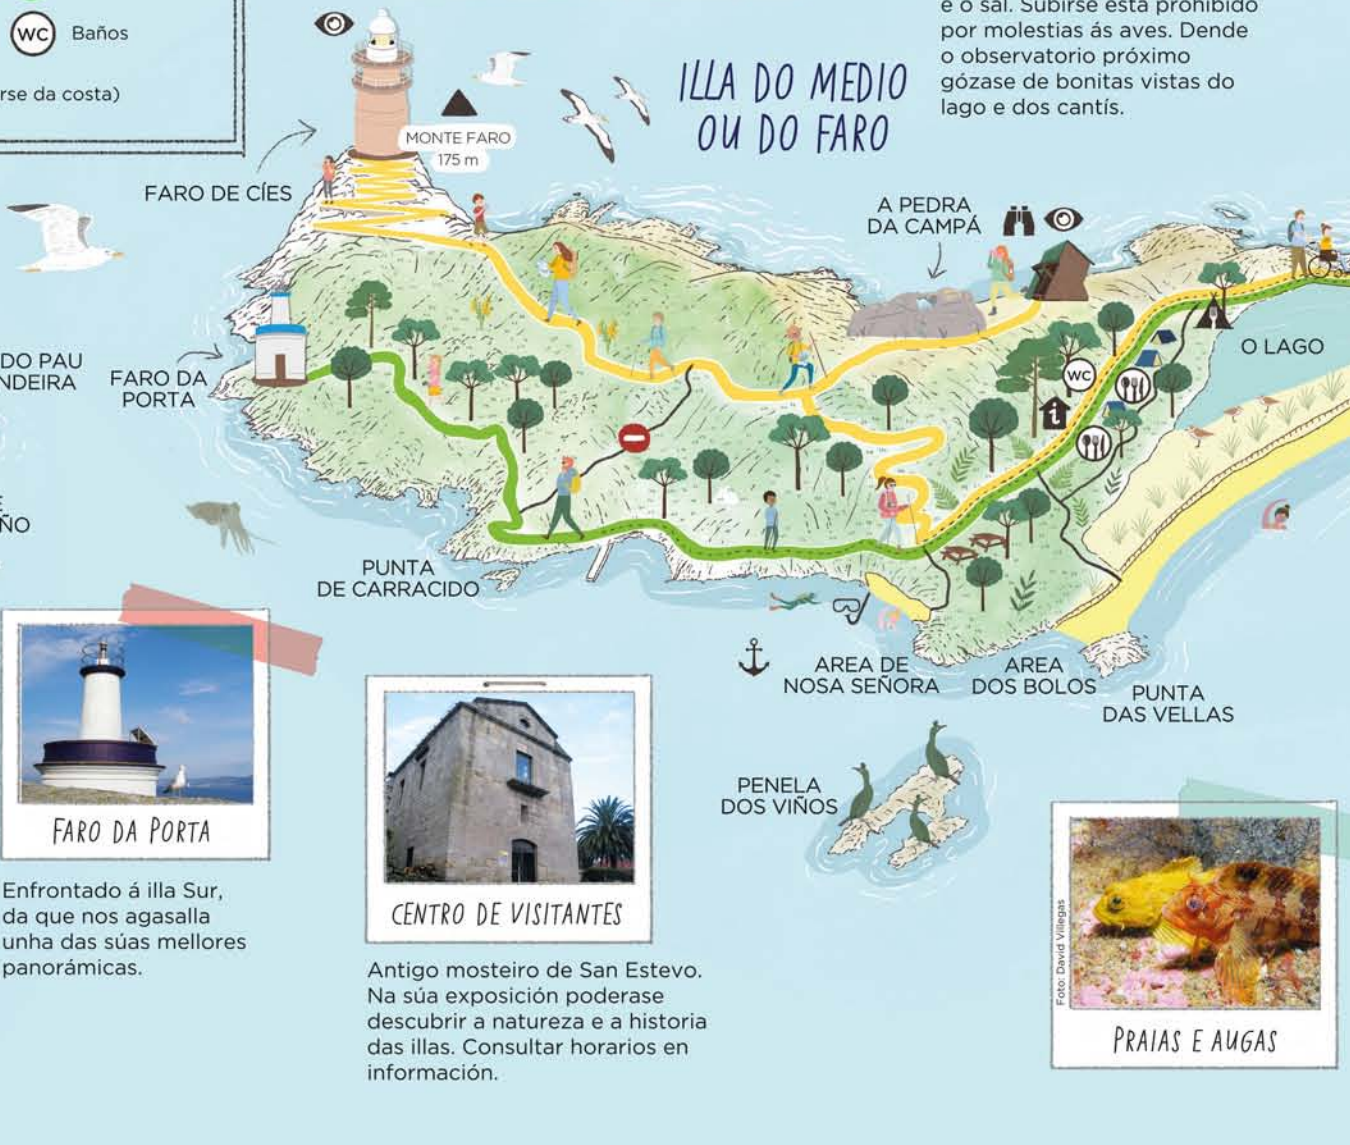 WC Baños
rse da costa)
e o sal. Subirse está prohibido
por molestias ás aves. Dende
o observatorio próximo
gózase de bonitas vistas do
lago e dos cantís.
ILLA DO MEDIO
OU DO FARO
MONTE FARO
175 m
FARO DE CÍES
A PEDRA
DA CAMPÁ
DO PAU
NDEIRA
FARO DA
PORTA
O LAGO
WC
i
ÑO
PUNTA
DE CARRACIDO
AREA DE
NOSA SEÑORA
AREA
DOS BOLOS
PUNTA
DAS VELLAS
PENELA
DOS VIÑOS
FARO DA PORTA
Enfrontado á illa Sur,
da que nos agasalla
unha das súas mellores
panorámicas.
CENTRO DE VISITANTES
Antigo mosteiro de San Estevo.
Na súa exposición poderase
descubrir a natureza e a historia
das illas. Consultar horarios en
información.
Foto: David Villegas
PRAIAS E AUGAS